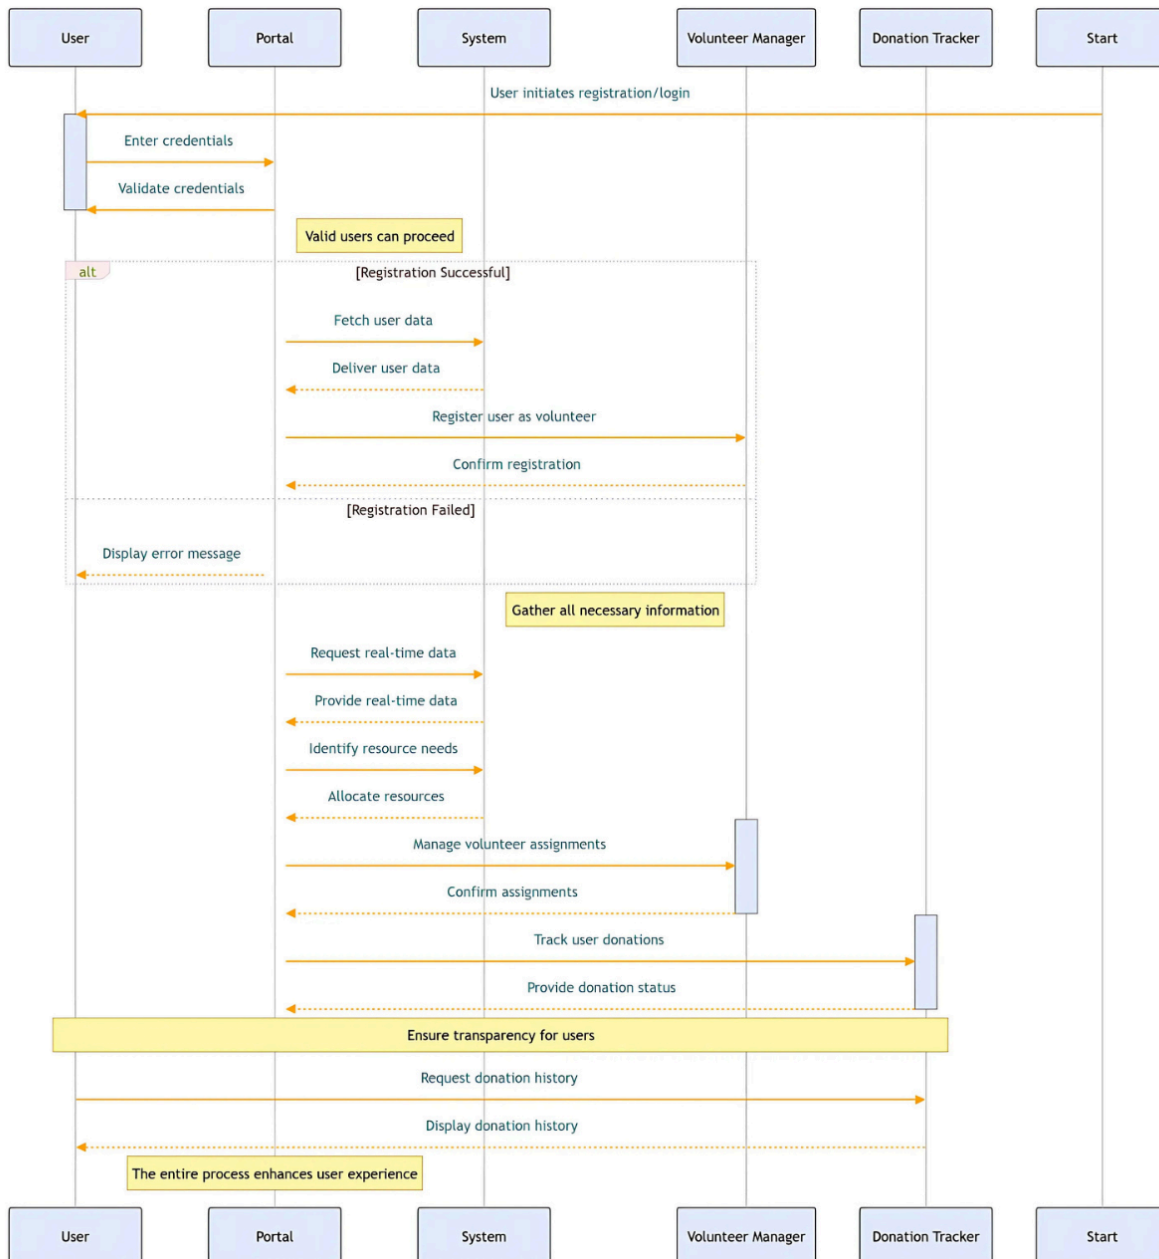 User
Portal
System
Volunteer Manager
Donation Tracker
Start
User initiates registration/login
Enter credentials
Validate credentials
Valid users can proceed
alt
[Registration Successful]
Fetch user data
Deliver user data
Register user as volunteer
Confirm registration
[Registration Failed]
Display error message
Gather all necessary information
Request real-time data
Provide real-time data
Identify resource needs
Allocate resources
Manage volunteer assignments
Confirm assignments
Track user donations
Provide donation status
Ensure transparency for users
Request donation history
Display donation history
The entire process enhances user experience
User
Portal
System
Volunteer Manager
Donation Tracker
Start